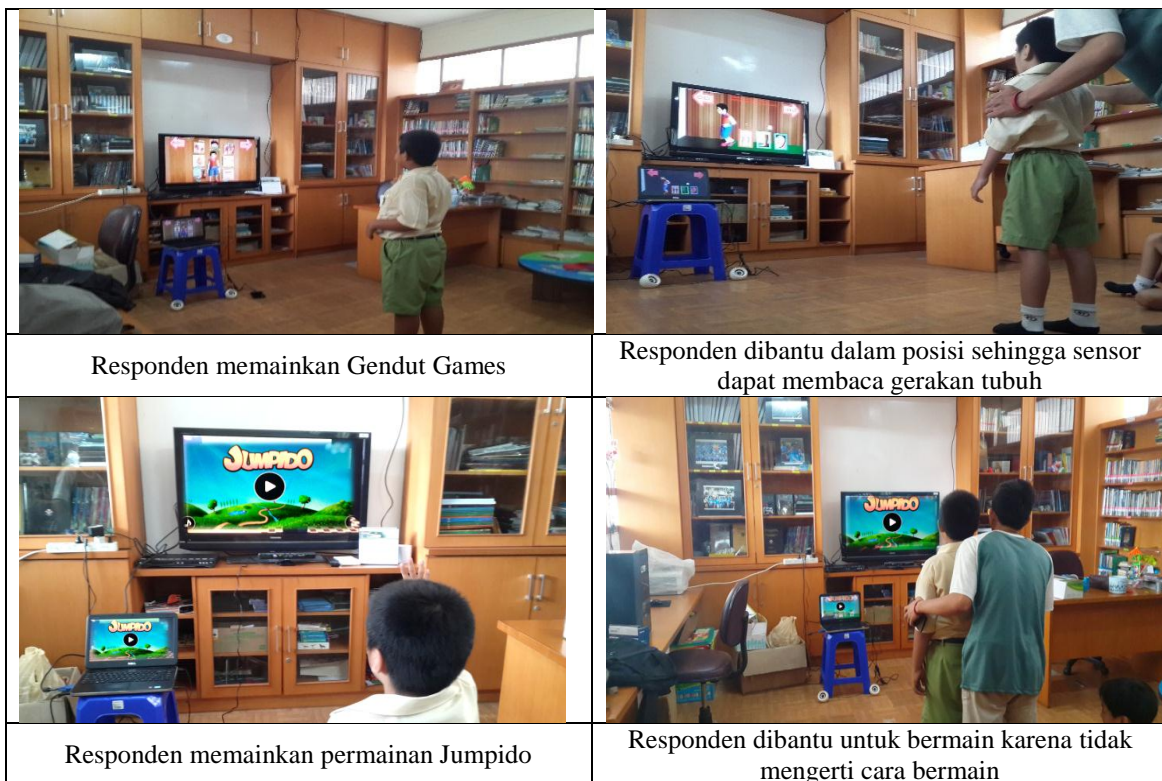 Responden memainkan Gendut Games
Responden dibantu dalam posisi sehingga sensor
dapat membaca gerakan tubuh
JUMPIDO
JUMPIDO
JUMPIDO
JUMPIDO
Responden memainkan permainan Jumpido
Responden dibantu untuk bermain karena tidak
mengerti cara bermain